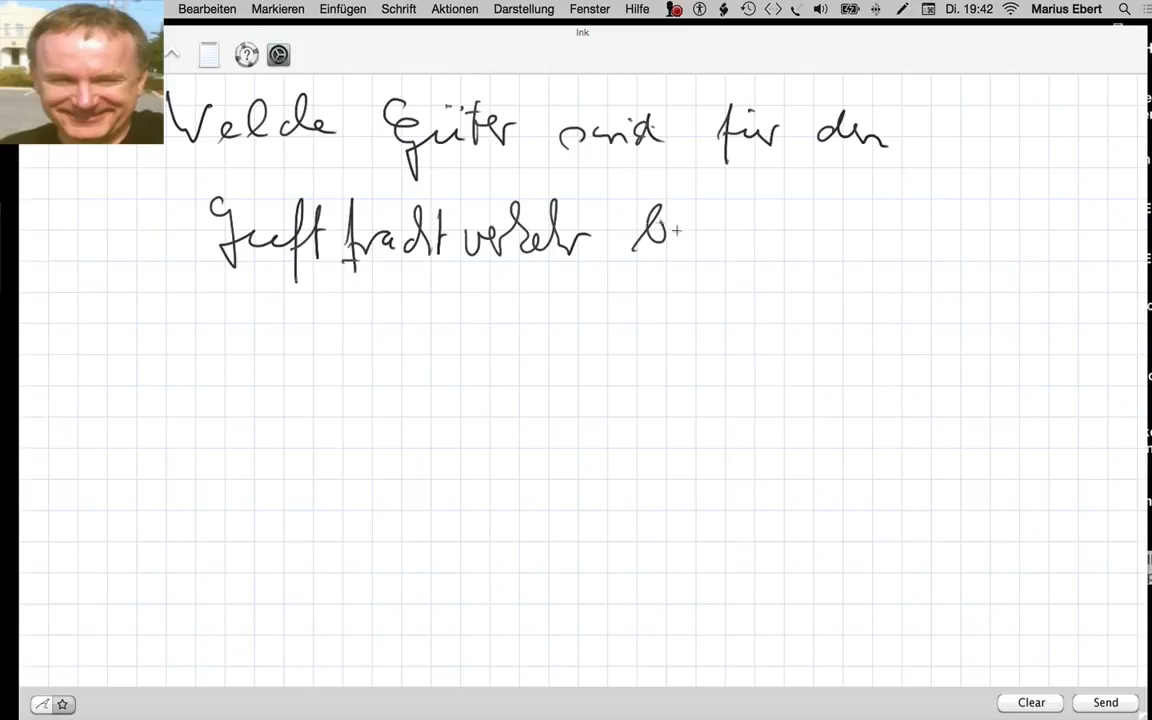 Bearbeiten Markieren Einfügen Schrift Aktionen Darstellung Fenster Hilfe Di. 19:42 Marius Ebert
Ink
Welche Güter sind für den
Luftfrachtverkehr b
Clear Send